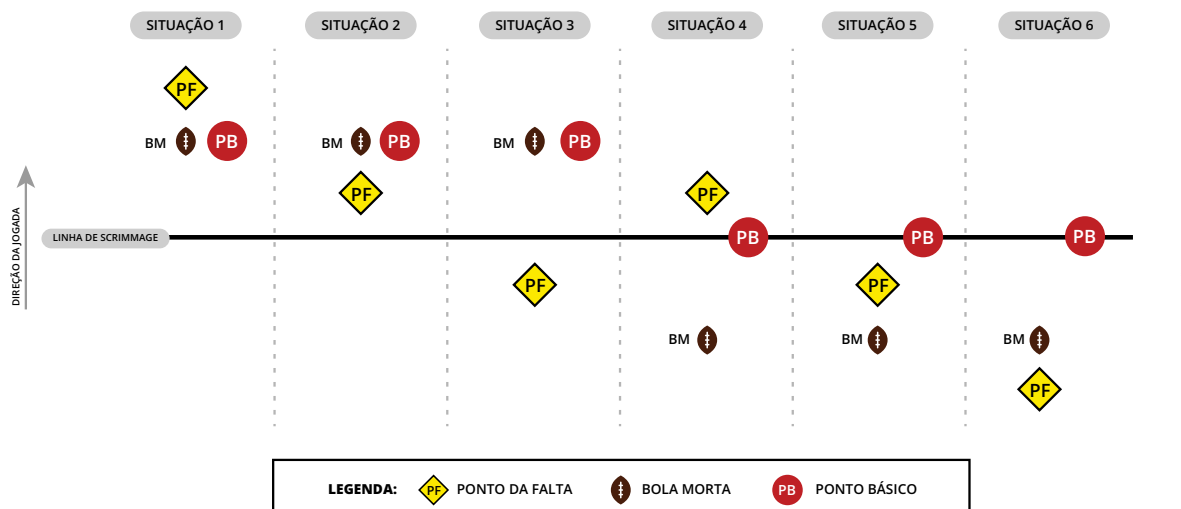 SITUAÇÃO 1
SITUAÇÃO 2
SITUAÇÃO 3
SITUAÇÃO 4
SITUAÇÃO 5
SITUAÇÃO 6
PF
BM PB
BM PB
BM PB
PF
PF
DIREÇÃO DA JOGADA
LINHA DE SCRIMMAGE
PB
PB
PB
PF
PF
BM
BM
BM
PF
LEGENDA: PF PONTO DA FALTA BOLA MORTA PB PONTO BÁSICO